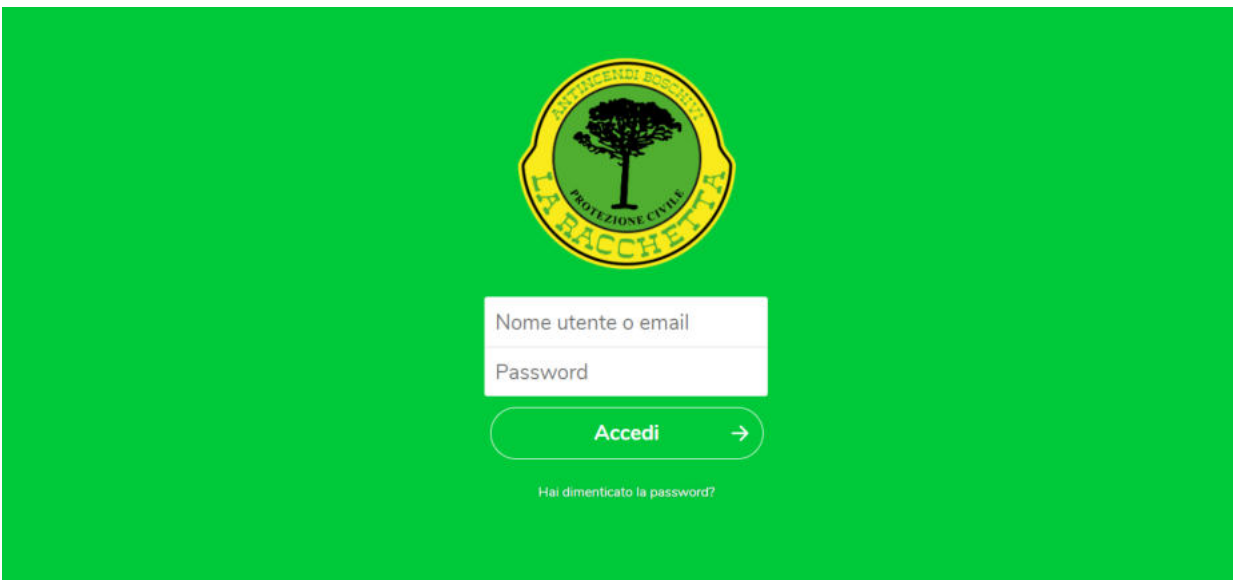 ANTINCENDI BOSCHIVI
PROTEZIONE CIVILE
LA RACCHETTA
Nome utente o email
Password
Accedi
Hai dimenticato la password?